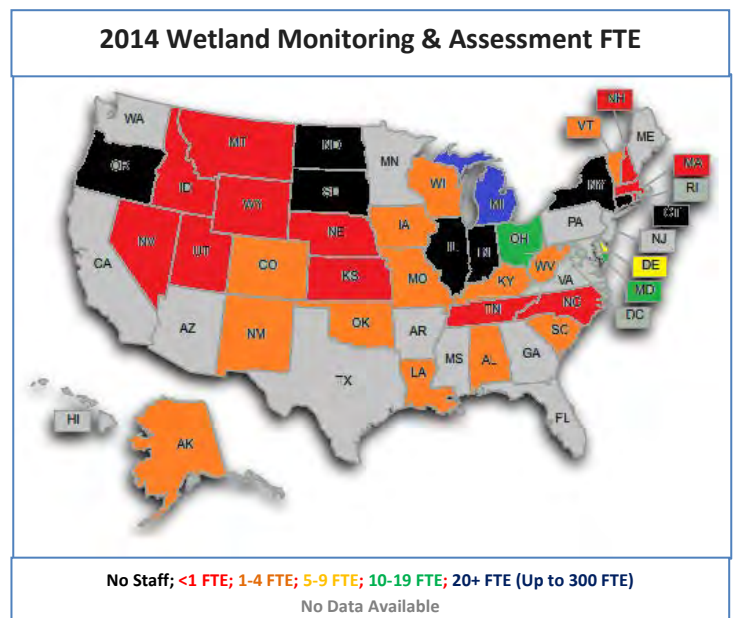 2014 Wetland Monitoring & Assessment FTE
NH
WA
VT
ME
MT
ND
MN
OR
MA
ID
SD
WI
NY
RI
WY
MI
CT
IA
PA
NE
NJ
NV
OH
IL
IN
UT
DE
CA
CO
WV
MO
VA
KS
KY
MD
NC
TN
DC
AZ
OK
NM
AR
SC
MS
AL
GA
LA
TX
HI
FL
AK
No Staff; <1 FTE; 1-4 FTE; 5-9 FTE; 10-19 FTE; 20+ FTE (Up to 300 FTE)
No Data Available